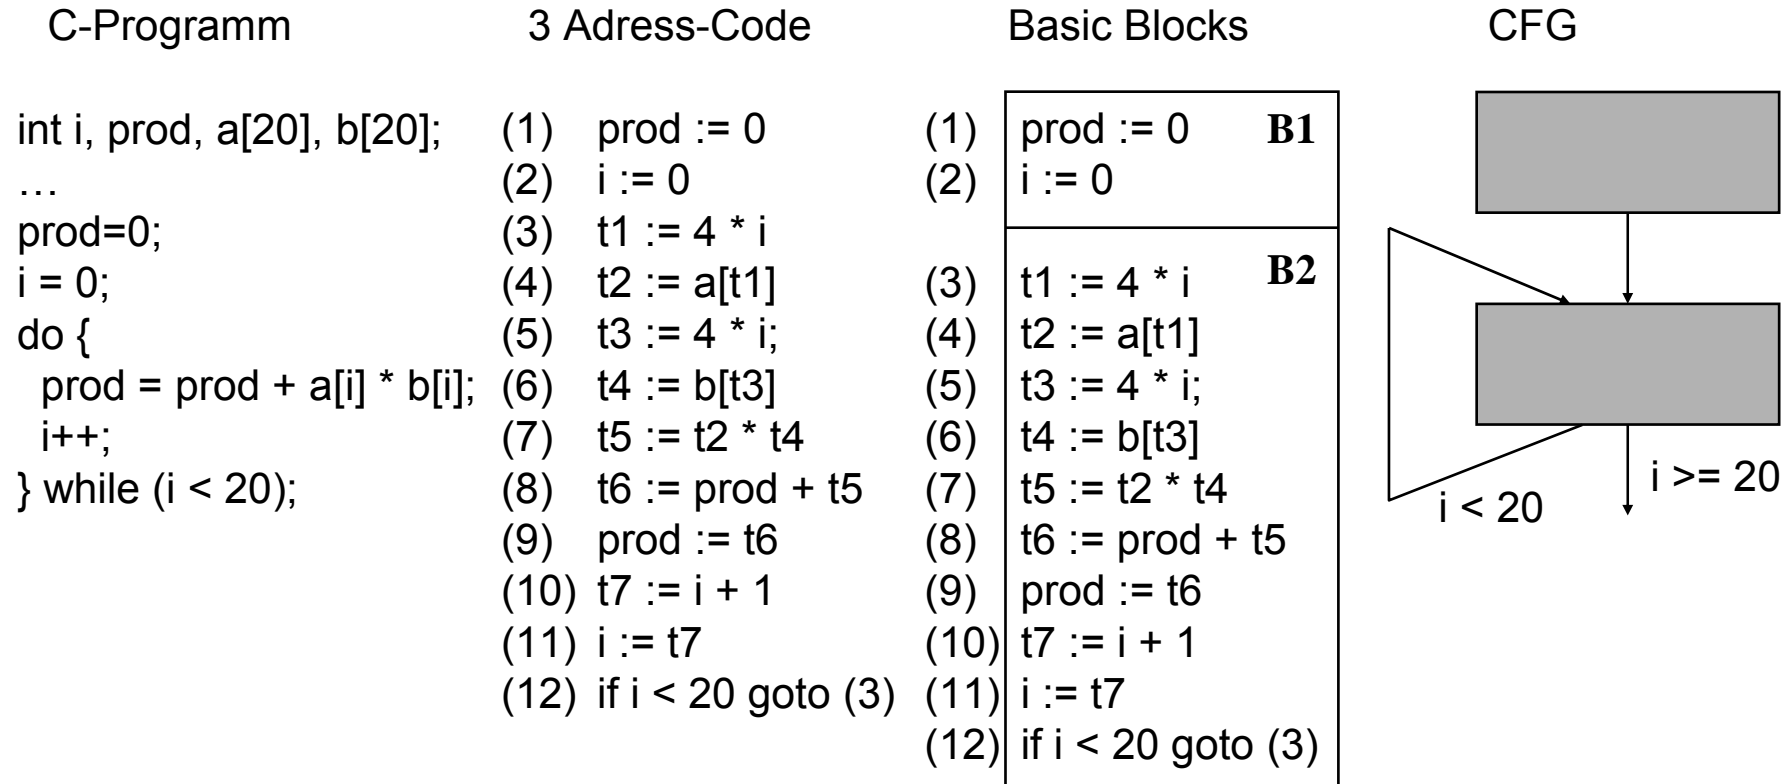 C-Programm
3 Adress-Code
Basic Blocks
CFG
int i, prod, a[20], b[20];
…
prod=0;
i = 0;
do {
prod = prod + a[i] * b[i];
i++;
} while (i < 20);
(1) prod := 0
(2) i := 0
(3) t1 := 4 * i
(4) t2 := a[t1]
(5) t3 := 4 * i;
(6) t4 := b[t3]
(7) t5 := t2 * t4
(8) t6 := prod + t5
(9) prod := t6
(10) t7 := i + 1
(11) i := t7
(12) if i < 20 goto (3)
(1) prod := 0 B1
(2) i := 0
B2
(3) t1 := 4 * i
(4) t2 := a[t1]
(5) t3 := 4 * i;
(6) t4 := b[t3]
(7) t5 := t2 * t4
(8) t6 := prod + t5
(9) prod := t6
(10) t7 := i + 1
(11) i := t7
(12) if i < 20 goto (3)
i >= 20
i < 20